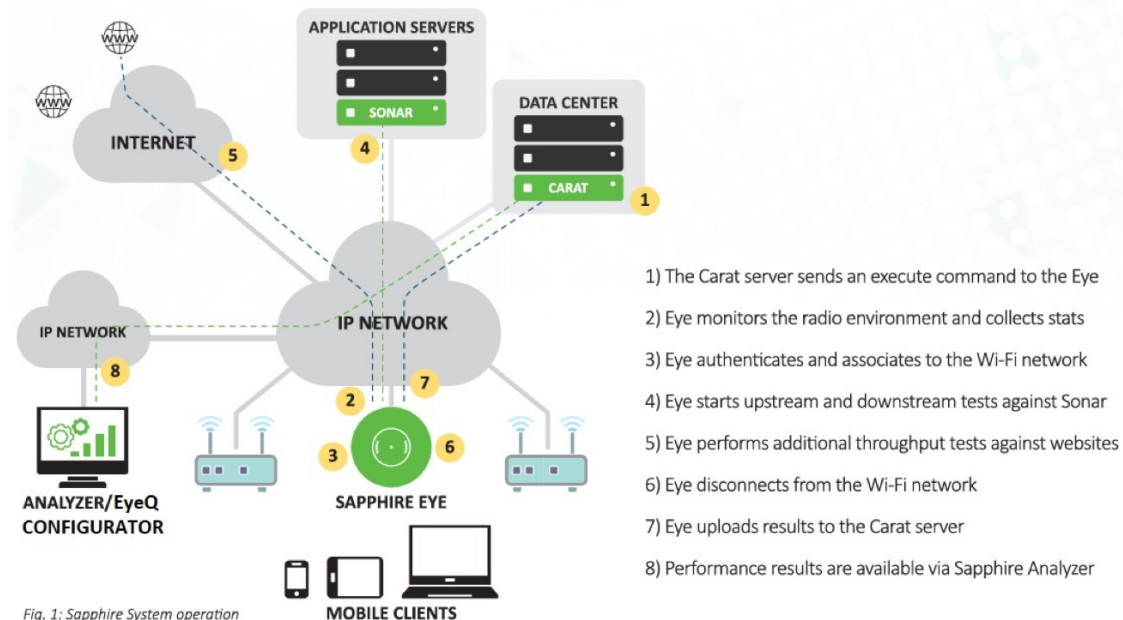 WWW
WWW
INTERNET
5
APPLICATION SERVERS
SONAR
4
DATA CENTER
CARAT
1
IP NETWORK
IP NETWORK
8
2
7
3
6
ANALYZER/EyeQ
CONFIGURATOR
SAPPHIRE EYE
MOBILE CLIENTS
Fig. 1: Sapphire System operation
1) The Carat server sends an execute command to the Eye
2) Eye monitors the radio environment and collects stats
3) Eye authenticates and associates to the Wi-Fi network
4) Eye starts upstream and downstream tests against Sonar
5) Eye performs additional throughput tests against websites
6) Eye disconnects from the Wi-Fi network
7) Eye uploads results to the Carat server
8) Performance results are available via Sapphire Analyzer